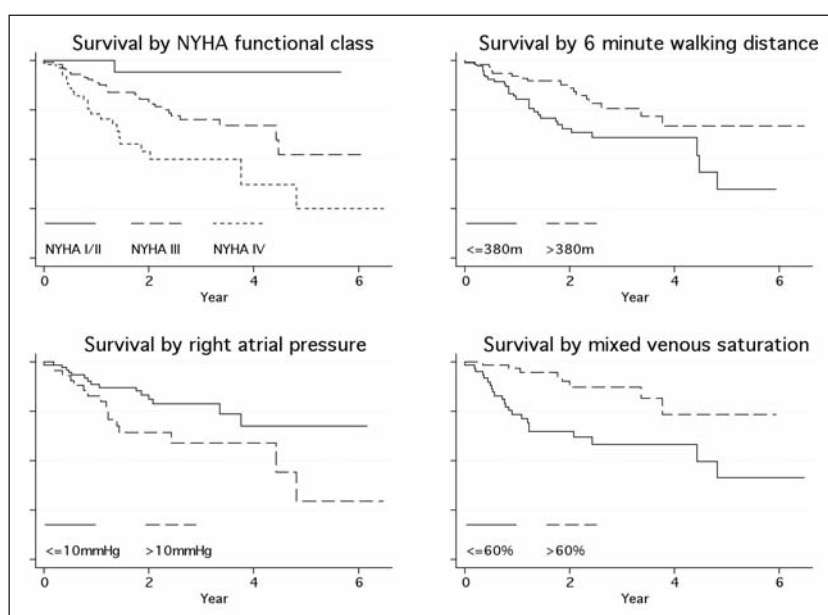 Survival by NYHA functional class
NYHA I/II NYHA III NYHA IV
0 2 4 6
Year
Survival by 6 minute walking distance
<=380m >380m
0 2 4 6
Year
Survival by right atrial pressure
<=10mmHg >10mmHg
0 2 4 6
Year
Survival by mixed venous saturation
<=60% >60%
0 2 4 6
Year